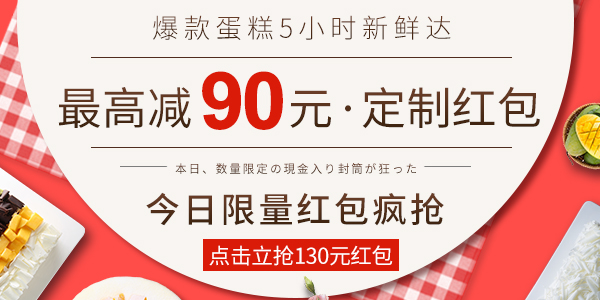 爆款蛋糕5小时新鲜达
最高减90元·定制红包
本日、数量限定の現金入り封筒が狂った
今日限量红包疯抢
点击立抢130元红包